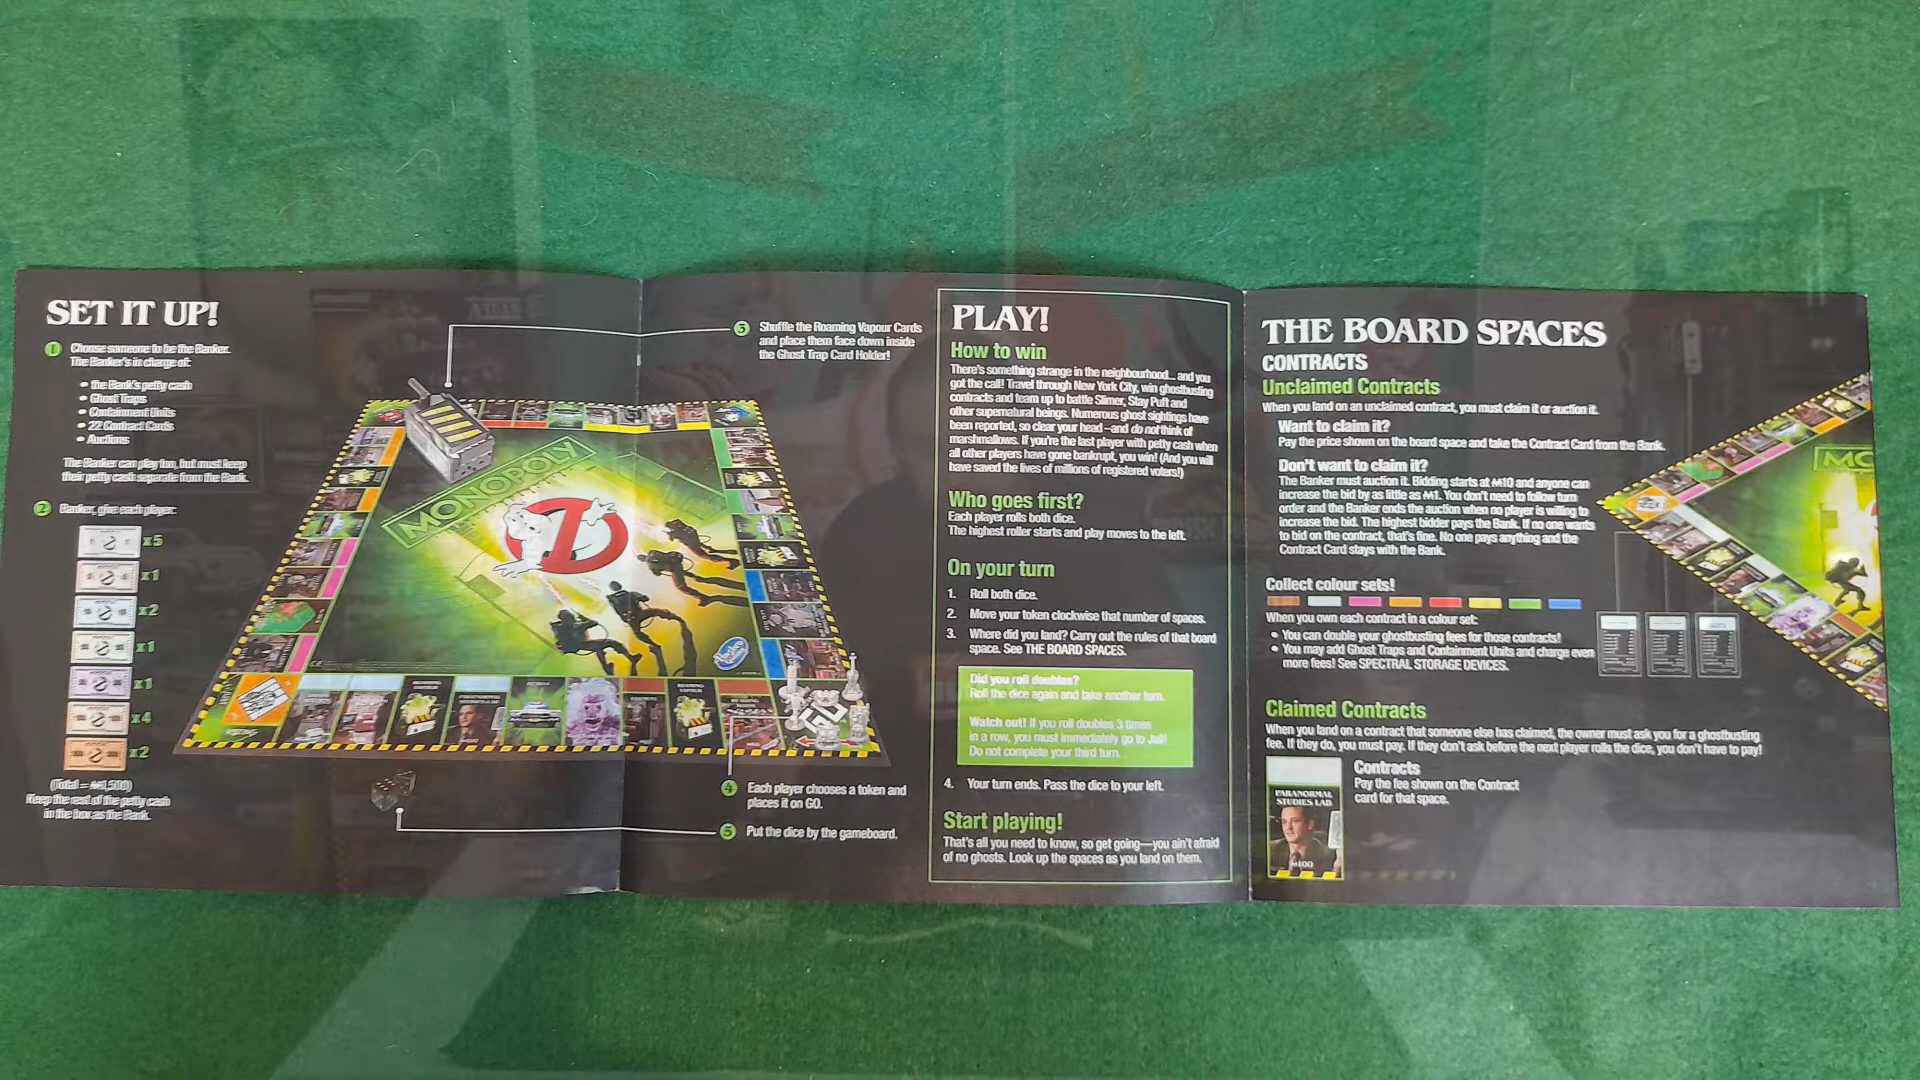 SET IT UP!
1 Choose someone to be the Banker.
The Banker's in charge of:
• the Bank's petty cash
• Ghost Traps
• Containment Units
• 22 Contract Cards
• Auctions
The Banker can play too, but must keep
their petty cash separate from the Bank.
2 Banker, give each player:
x5
x1
x2
x1
x1
x4
x2
(Total = M1,500)
Keep the rest of the petty cash
in the box as the Bank.
3 Shuffle the Roaming Vapour Cards
and place them face down inside
the Ghost Trap Card Holder!
MONOPOLY
4 Each player chooses a token and
places it on GO.
5 Put the dice by the gameboard.
PLAY!
How to win
There's something strange in the neighbourhood... and you
got the call! Travel through New York City, win ghostbusting
contracts and team up to battle Slimer, Stay Puft and
other supernatural beings. Numerous ghost sightings have
been reported, so clear your head –and do not think of
marshmallows. If you're the last player with petty cash when
all other players have gone bankrupt, you win! (And you will
have saved the lives of millions of registered voters!)
Who goes first?
Each player rolls both dice.
The highest roller starts and play moves to the left.
On your turn
1. Roll both dice.
2. Move your token clockwise that number of spaces.
3. Where did you land? Carry out the rules of that board
space. See THE BOARD SPACES.
Did you roll doubles?
Roll the dice again and take another turn.
Watch out! If you roll doubles 3 times
in a row, you must immediately go to Jail!
Do not complete your third turn.
4. Your turn ends. Pass the dice to your left.
Start playing!
That's all you need to know, so get going—you ain't afraid
of no ghosts. Look up the spaces as you land on them.
THE BOARD SPACES
CONTRACTS
Unclaimed Contracts
When you land on an unclaimed contract, you must claim it or auction it.
Want to claim it?
Pay the price shown on the board space and take the Contract Card from the Bank.
Don't want to claim it?
The Banker must auction it. Bidding starts at M10 and anyone can
increase the bid by as little as M1. You don't need to follow turn
order and the Banker ends the auction when no player is willing to
increase the bid. The highest bidder pays the Bank. If no one wants
to bid on the contract, that's fine. No one pays anything and the
Contract Card stays with the Bank.
Collect colour sets!
When you own each contract in a colour set:
• You can double your ghostbusting fees for those contracts!
• You may add Ghost Traps and Containment Units and charge even
more fees! See SPECTRAL STORAGE DEVICES.
MO
Claimed Contracts
When you land on a contract that someone else has claimed, the owner must ask you for a ghostbusting
fee. If they do, you must pay. If they don't ask before the next player rolls the dice, you don't have to pay!
PARANORMAL
STUDIES LAB
M100
Contracts
Pay the fee shown on the Contract
card for that space.